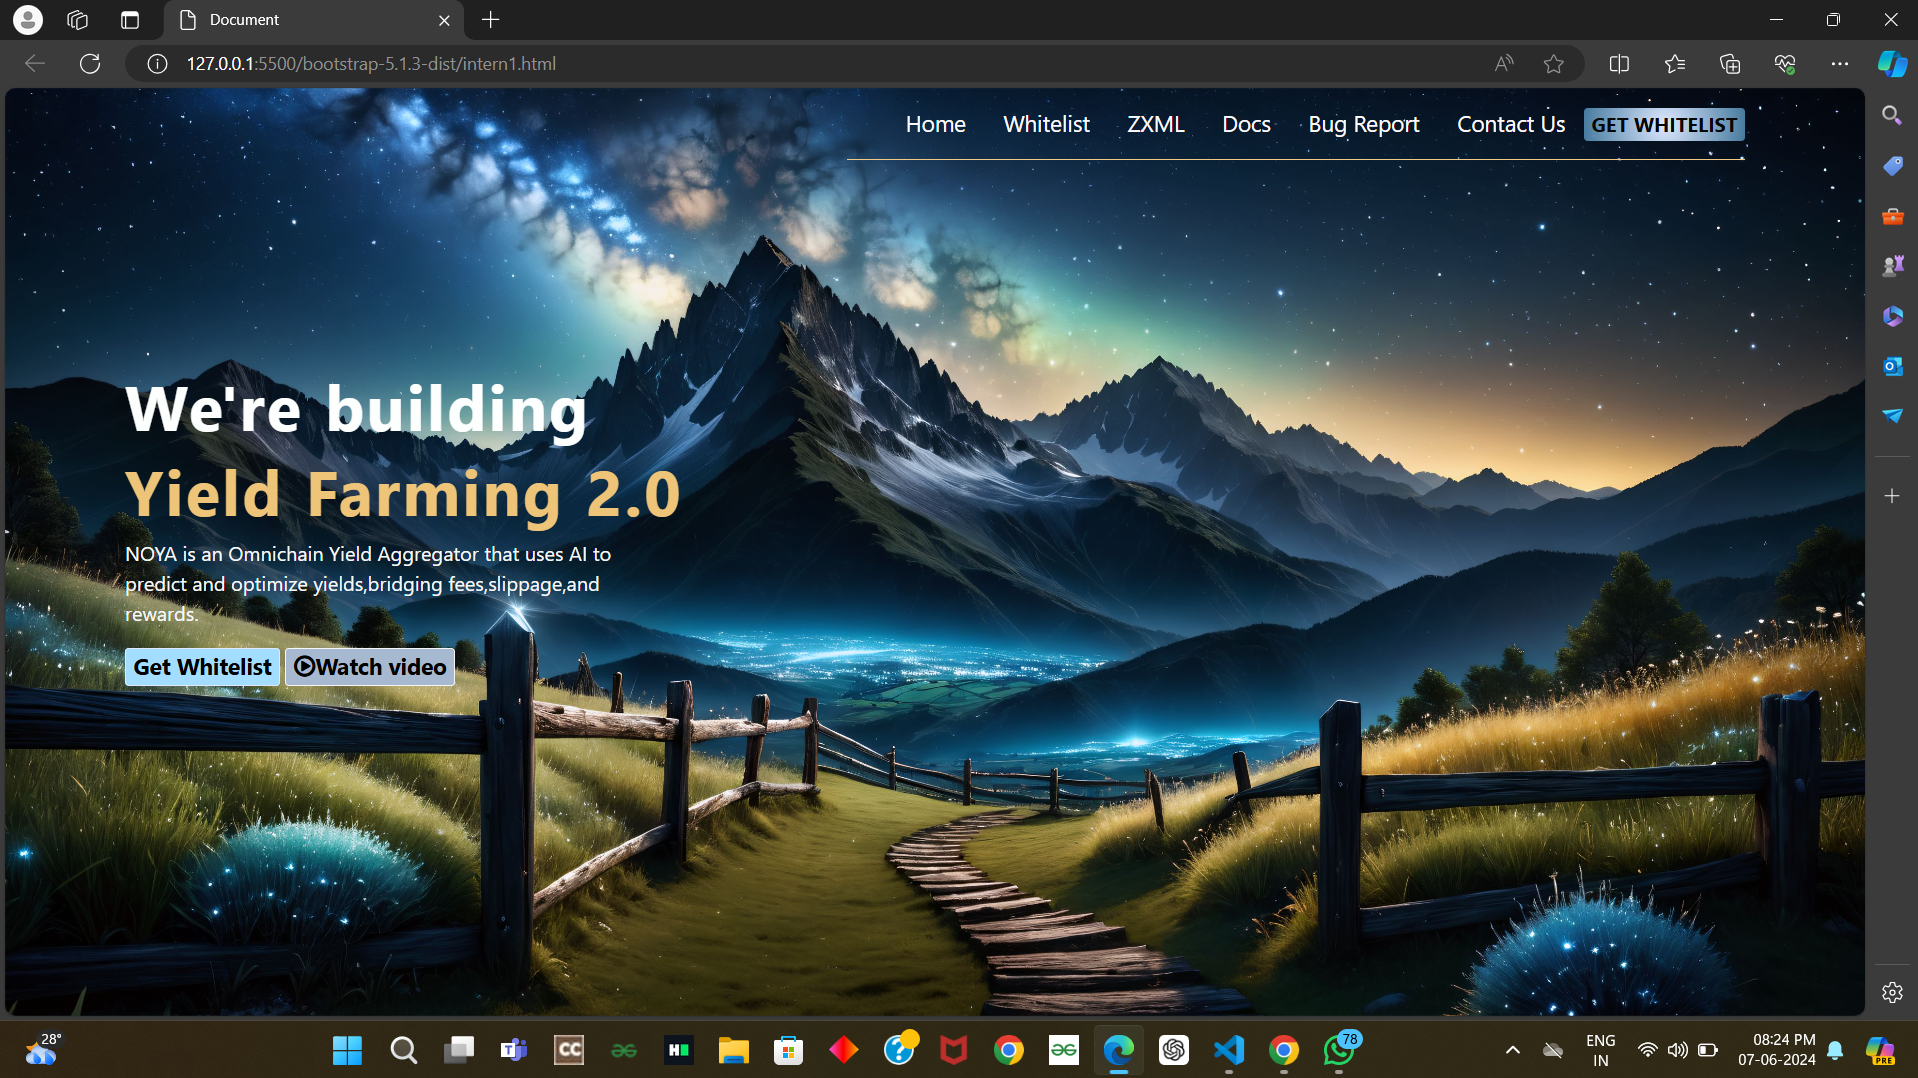 Document
127.0.0.1:5500/bootstrap-5.1.3-dist/intern1.html
Home Whitelist ZXML Docs Bug Report Contact Us GET WHITELIST
We're building
Yield Farming 2.0
NOYA is an Omnichain Yield Aggregator that uses AI to
predict and optimize yields,bridging fees,slippage,and
rewards.
Get Whitelist Watch video
28°
CC
78
ENG
IN
08:24 PM
07-06-2024
PRE